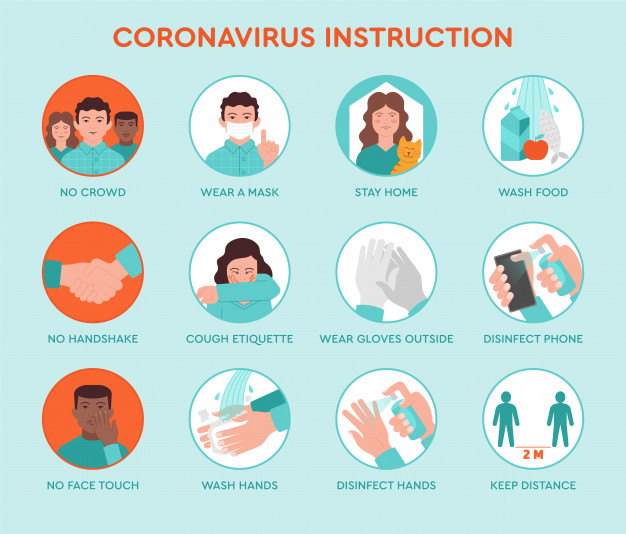 CORONAVIRUS INSTRUCTION
NO CROWD
WEAR A MASK
STAY HOME
WASH FOOD
NO HANDSHAKE
COUGH ETIQUETTE
WEAR GLOVES OUTSIDE
DISINFECT PHONE
NO FACE TOUCH
WASH HANDS
DISINFECT HANDS
2 M
KEEP DISTANCE